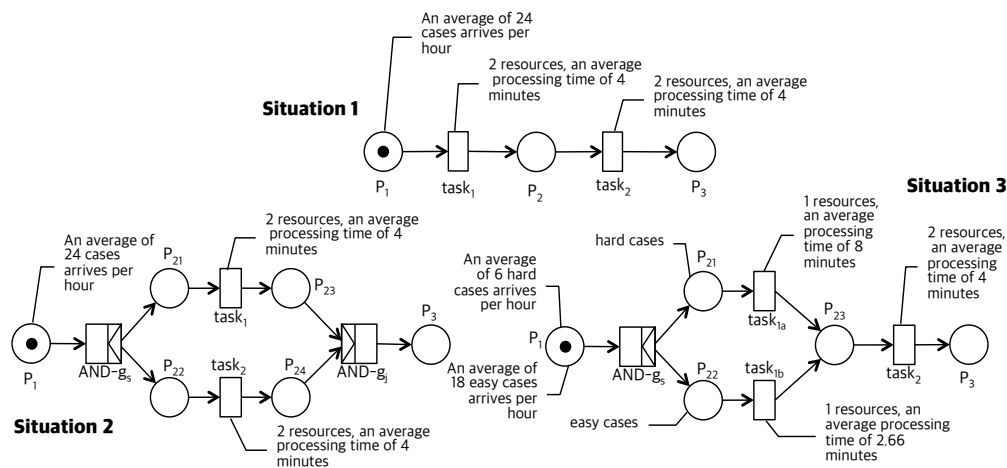 An average of 24
cases arrives per
hour
2 resources, an average
processing time of 4
minutes
2 resources, an average
processing time of 4
minutes
Situation 1
P1
task1
P2
task2
P3
Situation 3
2 resources, an average
processing time of 4
minutes
An average of
24 cases
arrives per
hour
P21
task1
P23
P3
P1
AND-gs
P22
task2
P24
AND-gj
Situation 2
2 resources, an average
processing time of 4
minutes
1 resources,
an average
processing
time of 8
minutes
2 resources,
an average
processing
time of 4
minutes
hard cases
An average
of 6 hard
cases arrives
per hour
P21
task1a
P23
P1
An average of
18 easy cases
arrives per
hour
AND-gs
P22
task1b
task2
P3
easy cases
1 resources, an
average processing
time of 2.66
minutes